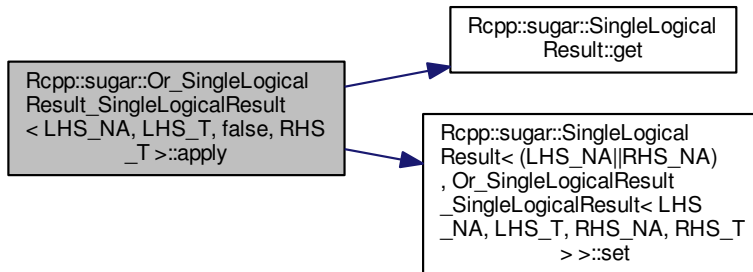 Rcpp::sugar::Or_SingleLogical
Result_SingleLogicalResult
< LHS_NA, LHS_T, false, RHS
_T >::apply
Rcpp::sugar::SingleLogical
Result::get
Rcpp::sugar::SingleLogical
Result< (LHS_NA||RHS_NA)
, Or_SingleLogicalResult
_SingleLogicalResult< LHS
_NA, LHS_T, RHS_NA, RHS_T
> >::set